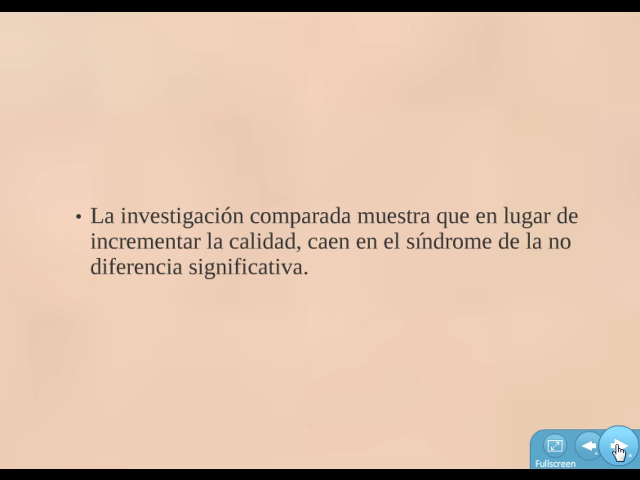 • La investigación comparada muestra que en lugar de
incrementar la calidad, caen en el síndrome de la no
diferencia significativa.
Fullscreen